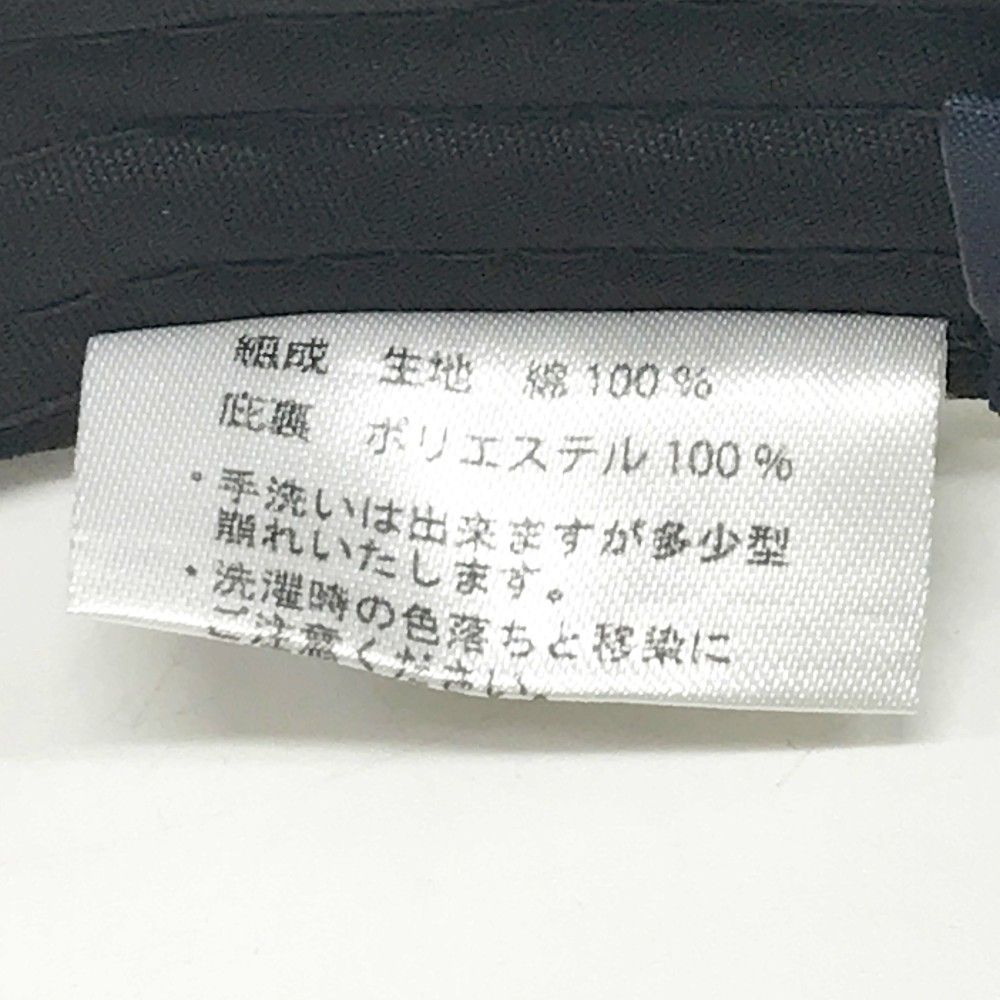 組成 生地 綿 100 %
庇裏 ポリエステル 100 %
・手洗いは出来ますが多少型
崩れいたします。
・洗濯時の色落ちと移染に
ご注意ください。